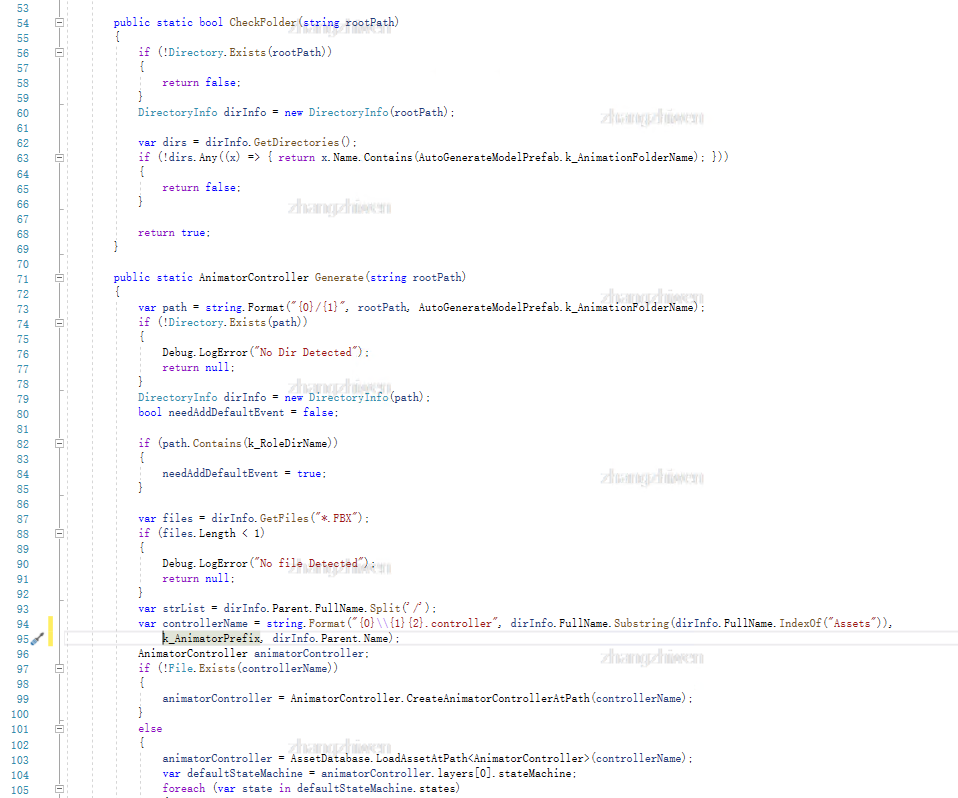 53
54 public static bool CheckFolder(string rootPath)
55 {
56 if (!Directory.Exists(rootPath))
57 {
58 return false;
59 }
60 DirectoryInfo dirInfo = new DirectoryInfo(rootPath);
61
62 var dirs = dirInfo.GetDirectories();
63 if (!dirs.Any((x) => { return x.Name.Contains(AutoGenerateModelPrefab.k_AnimationFolderName); }))
64 {
65 return false;
66 }
67
68 return true;
69 }
70
71 public static AnimatorController Generate(string rootPath)
72 {
73 var path = string.Format("{0}/{1}", rootPath, AutoGenerateModelPrefab.k_AnimationFolderName);
74 if (!Directory.Exists(path))
75 {
76 Debug.LogError("No Dir Detected");
77 return null;
78 }
79 DirectoryInfo dirInfo = new DirectoryInfo(path);
80 bool needAddDefaultEvent = false;
81
82 if (path.Contains(k_RoleDirName))
83 {
84 needAddDefaultEvent = true;
85 }
86
87 var files = dirInfo.GetFiles("*.FBX");
88 if (files.Length < 1)
89 {
90 Debug.LogError("No file Detected");
91 return null;
92 }
93 var strList = dirInfo.Parent.FullName.Split('/');
94 var controllerName = string.Format("{0}\\{1}{2}.controller", dirInfo.FullName.Substring(dirInfo.FullName.IndexOf("Assets")),
95 k_AnimatorPrefix, dirInfo.Parent.Name);
96 AnimatorController animatorController;
97 if (!File.Exists(controllerName))
98 {
99 animatorController = AnimatorController.CreateAnimatorControllerAtPath(controllerName);
100 }
101 else
102 {
103 animatorController = AssetDatabase.LoadAssetAtPath<AnimatorController>(controllerName);
104 var defaultStateMachine = animatorController.layers[0].stateMachine;
105 foreach (var state in defaultStateMachine.states)
zhangzhiwen
zhangzhiwen
zhangzhiwen
zhangzhiwen
zhangzhiwen
zhangzhiwen
zhangzhiwen
zhangzhiwen
zhangzhiwen